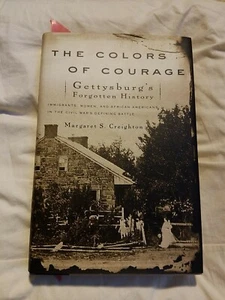 THE COLORS
OF COURAGE
Gettysburg's
Forgotten History
IMMIGRANTS, WOMEN, AND AFRICAN AMERICANS
IN THE CIVIL WAR'S DEFINING BATTLE
Margaret S. Creighton